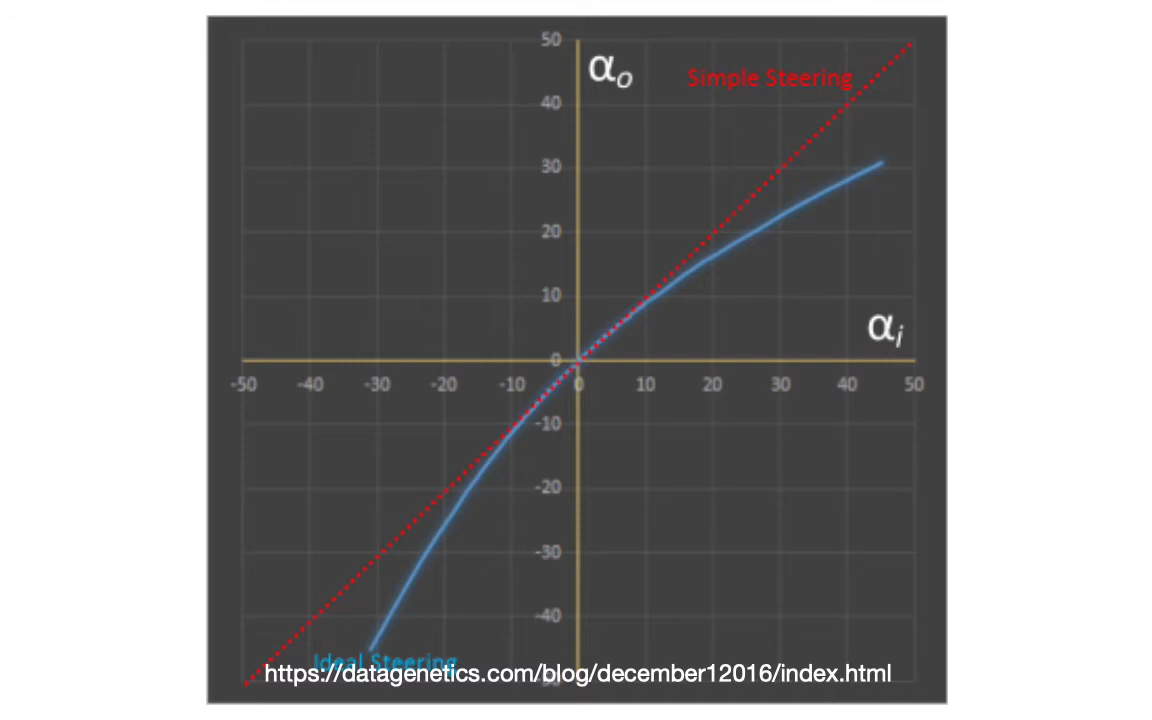 50
αo
Simple Steering
40
30
20
10
αi
0
-50 -40 -30 -20 -10 0 10 20 30 40 50
-10
-20
-30
-40
Ideal Steering
https://datagenetics.com/blog/december12016/index.html